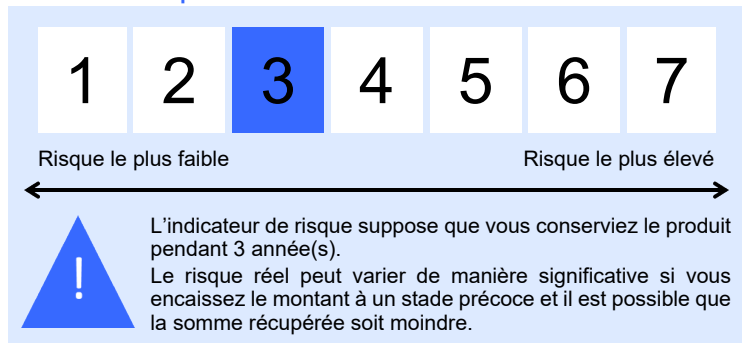 1 2 3 4 5 6 7
Risque le plus faible Risque le plus élevé
! L'indicateur de risque suppose que vous conserviez le produit
pendant 3 année(s).
Le risque réel peut varier de manière significative si vous
encaissez le montant à un stade précoce et il est possible que
la somme récupérée soit moindre.